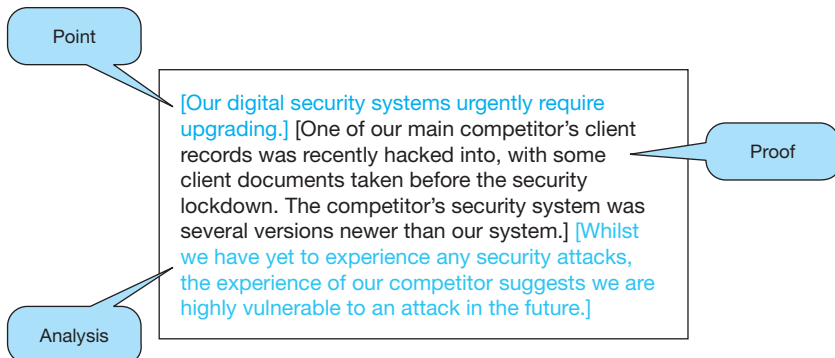 Point
[Our digital security systems urgently require
upgrading.] [One of our main competitor’s client
records was recently hacked into, with some
client documents taken before the security
lockdown. The competitor’s security system was
several versions newer than our system.] [Whilst
we have yet to experience any security attacks,
the experience of our competitor suggests we are
highly vulnerable to an attack in the future.]
Proof
Analysis